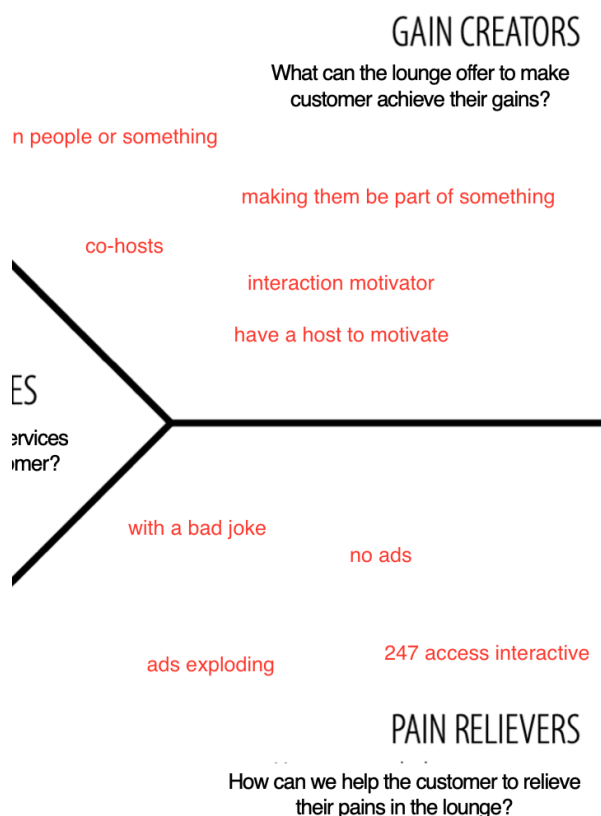 GAIN CREATORS
What can the lounge offer to make
customer achieve their gains?
n people or something
making them be part of something
co-hosts
interaction motivator
have a host to motivate
ES
ervices
omer?
with a bad joke
no ads
247 access interactive
ads exploding
PAIN RELIEVERS
How can we help the customer to relieve
their pains in the lounge?